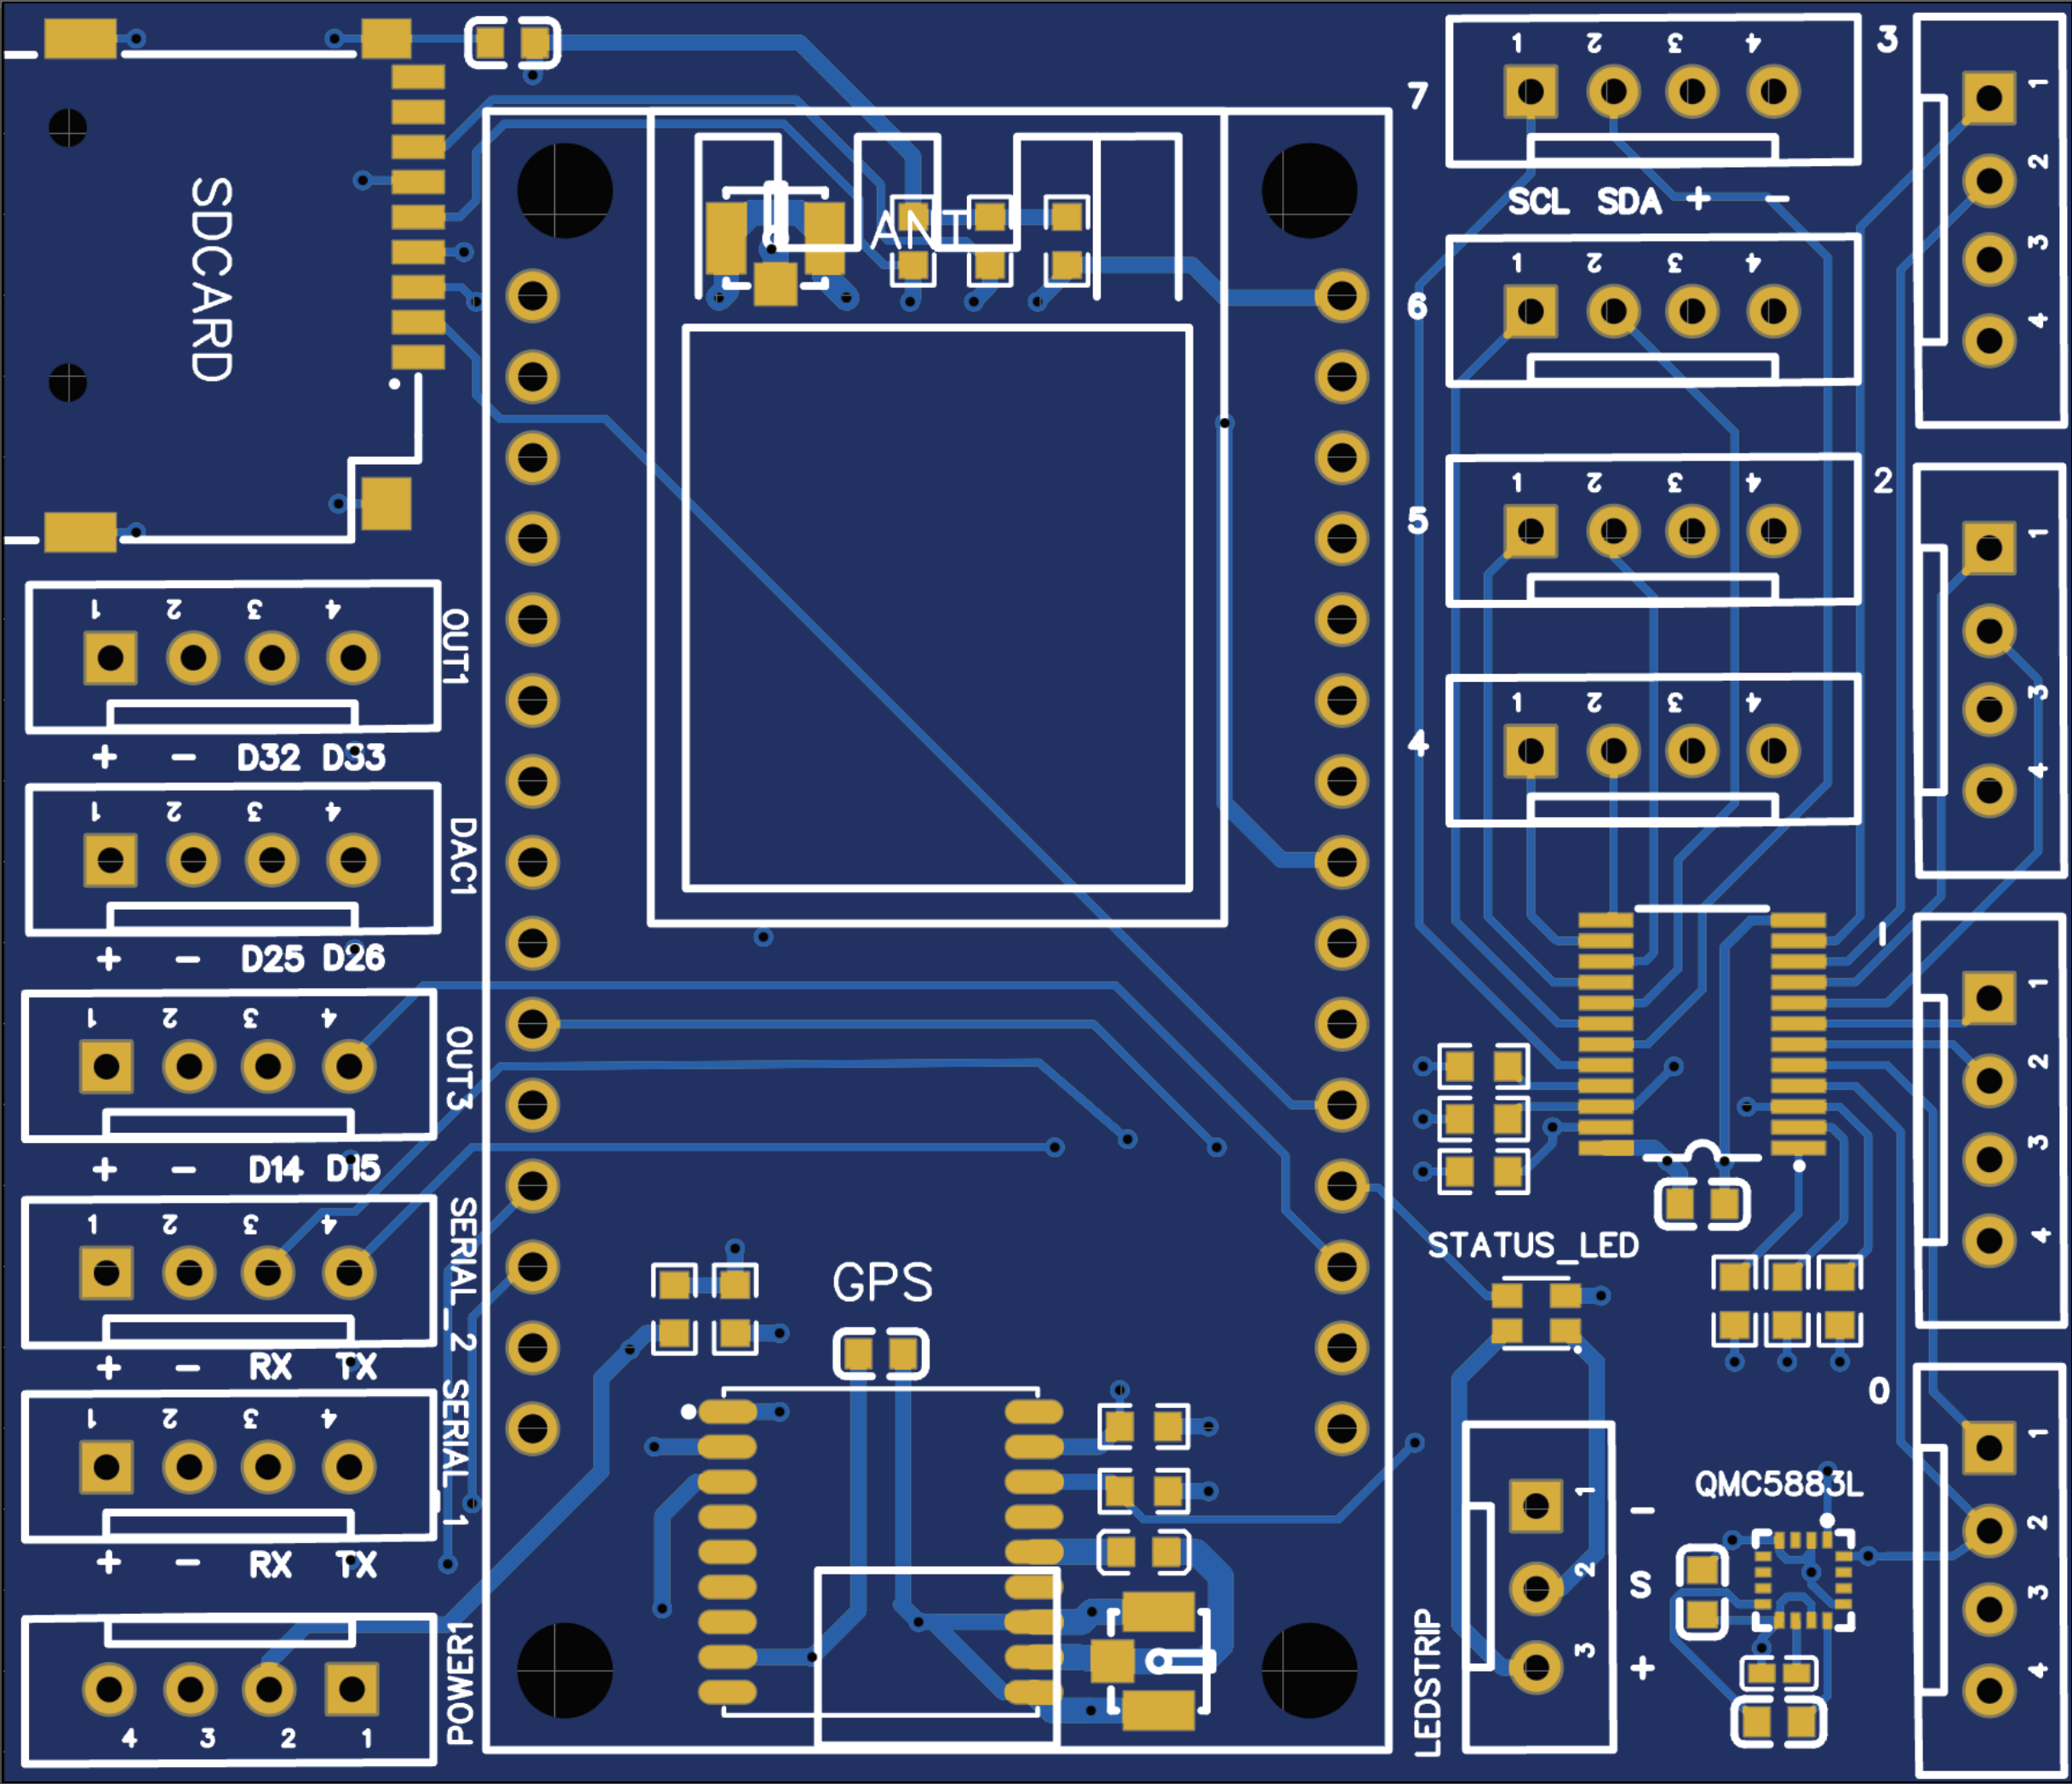 1 2 3 4
3
7
1
2
3
4
SCL SDA + -
SDCARD
ANT
1 2 3 4
6
1 2 3 4
2
5
1
3
4
1 2 3 4
OUT1
+ - D32 D33
1 2 3 4
4
1 2 3 4
DAC1
+ - D25 D26
1
1
2
3
4
1 2 3 4
OUT3
+ - D14 D15
1 2 3 4
SERIAL_2
+ - RX TX
STATUS_LED
GPS
0
1
2
3
4
1 2 3 4
SERIAL_1
+ - RX TX
QMC5883L
1 -
2 S
3 +
LEDSTRIP
POWER1
4 3 2 1